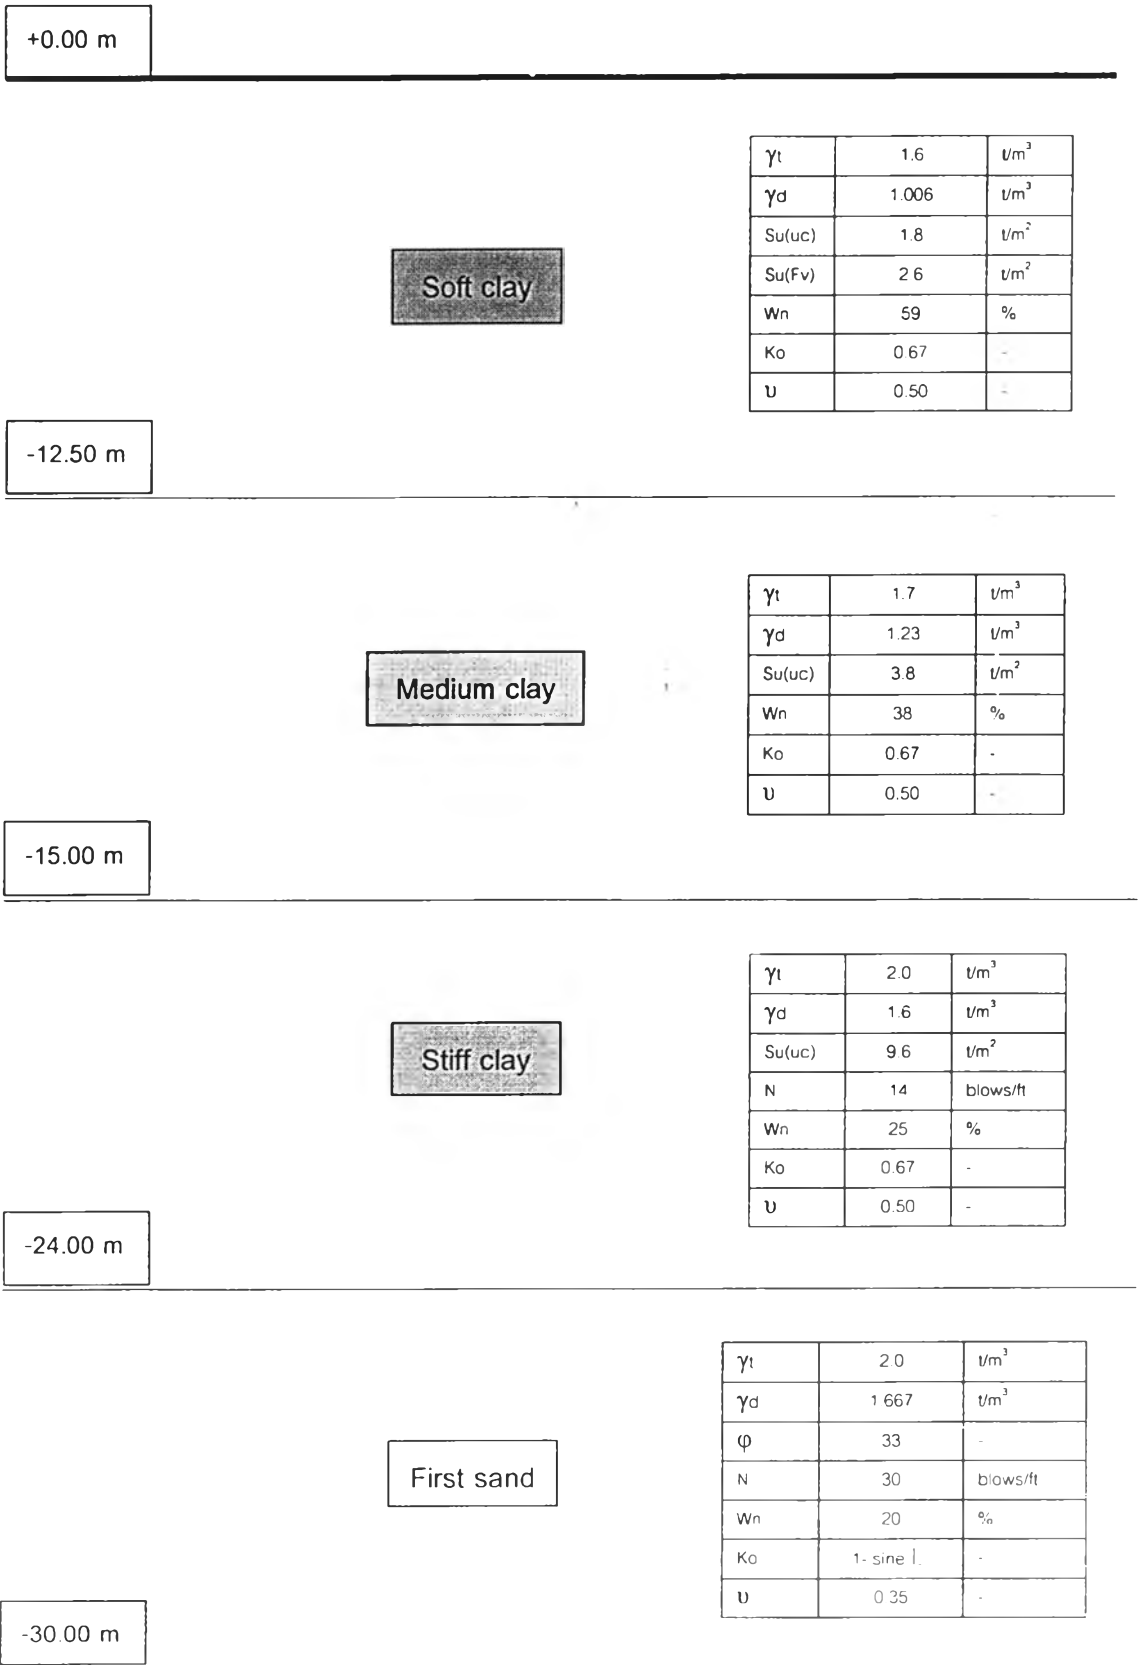 +0.00 m
γt 1.6 t/m³
γd 1.006 t/m³
Su(uc) 1.8 t/m²
Su(Fv) 2 6 t/m²
Wn 59 %
Ko 0.67 -
υ 0.50 -
Soft clay
-12.50 m
γt 1.7 t/m³
γd 1.23 t/m³
Su(uc) 3.8 t/m²
Wn 38 %
Ko 0.67 -
υ 0.50 -
Medium clay
-15.00 m
γt 2.0 t/m³
γd 1.6 t/m³
Su(uc) 9.6 t/m²
N 14 blows/ft
Wn 25 %
Ko 0.67 -
υ 0.50 -
Stiff clay
-24.00 m
γt 2.0 t/m³
γd 1 667 t/m³
φ 33 -
N 30 blows/ft
Wn 20 %
Ko 1- sine -
υ 0 35 -
First sand
-30.00 m